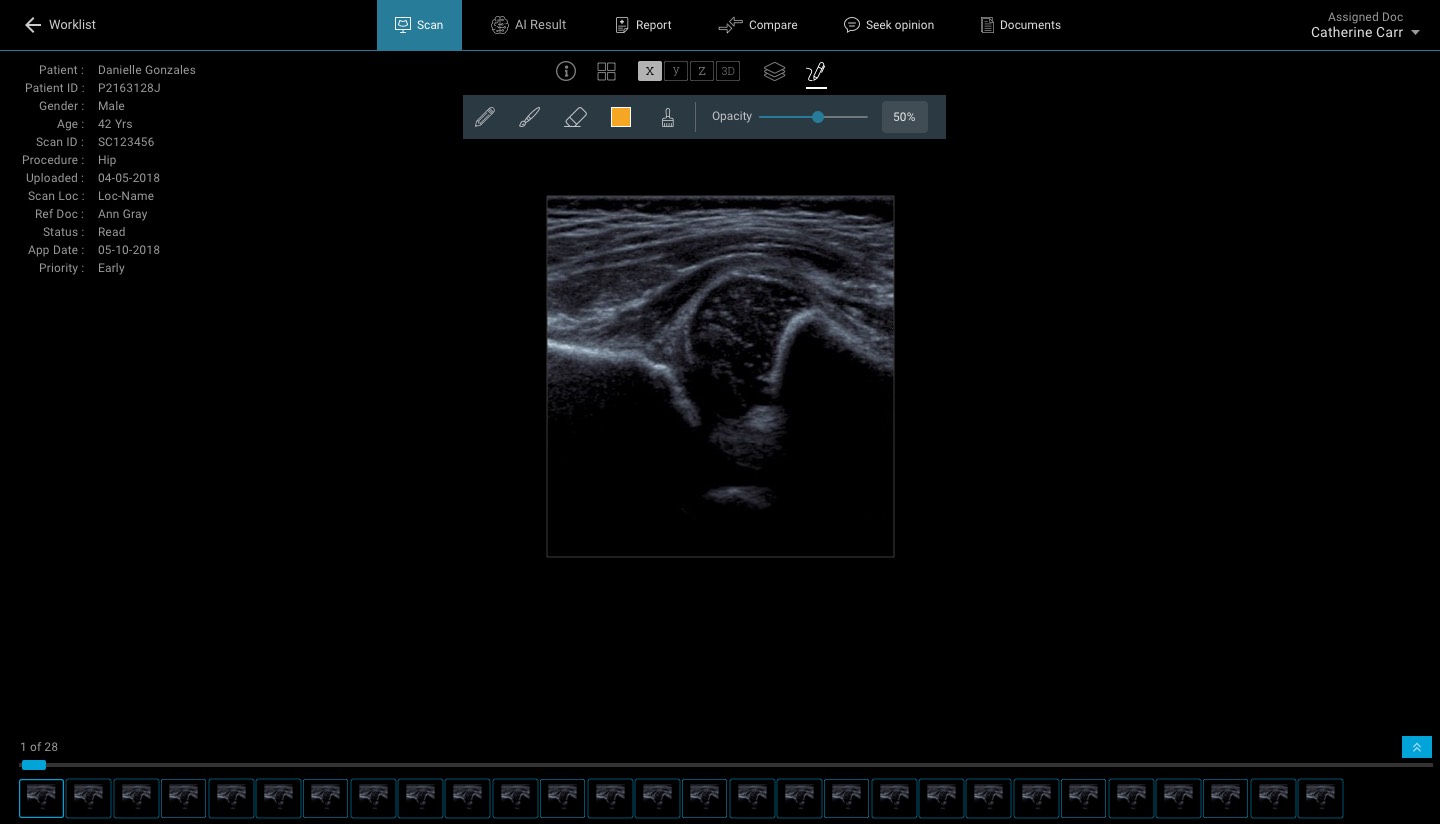 Worklist
Scan
AI Result
Report
Compare
Seek opinion
Documents
Assigned Doc
Catherine Carr
Patient : Danielle Gonzales
Patient ID : P2163128J
Gender : Male
Age : 42 Yrs
Scan ID : SC123456
Procedure : Hip
Uploaded : 04-05-2018
Scan Loc : Loc-Name
Ref Doc : Ann Gray
Status : Read
App Date : 05-10-2018
Priority : Early
X y Z 3D
Opacity 50%
1 of 28